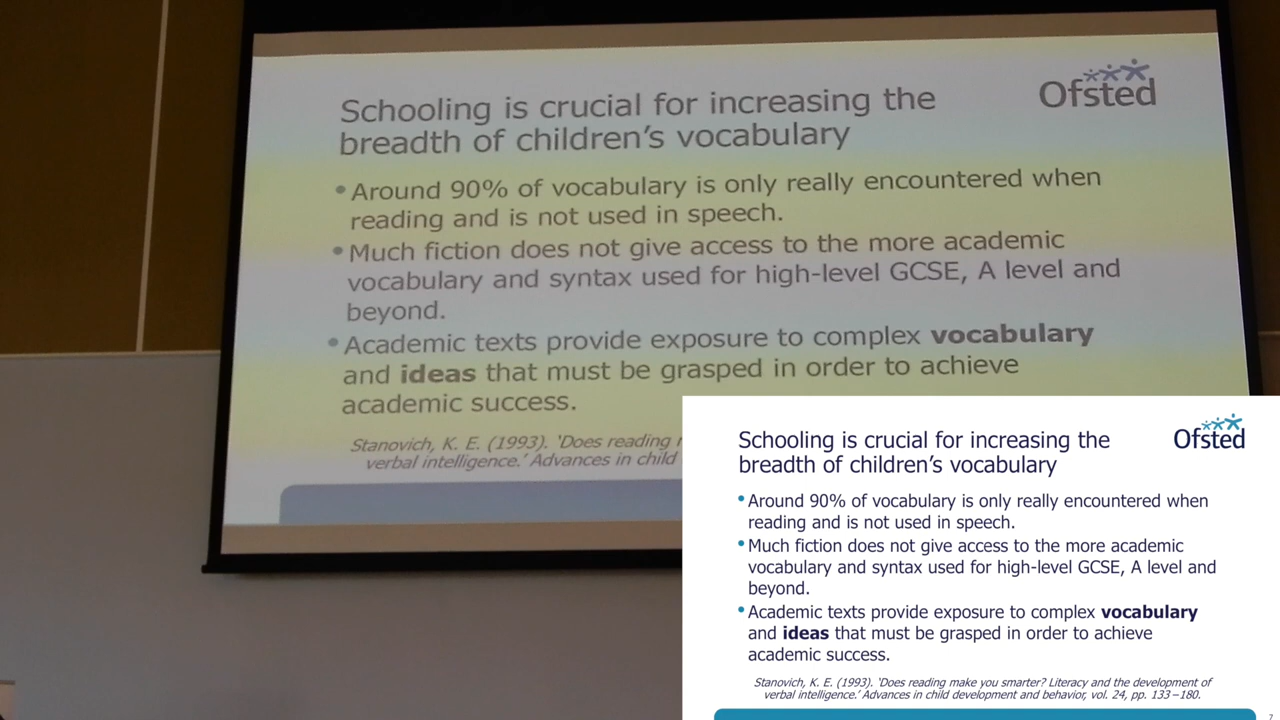 Schooling is crucial for increasing the
breadth of children's vocabulary
Ofsted
•Around 90% of vocabulary is only really encountered when
reading and is not used in speech.
•Much fiction does not give access to the more academic
vocabulary and syntax used for high-level GCSE, A level and
beyond.
•Academic texts provide exposure to complex vocabulary
and ideas that must be grasped in order to achieve
academic success.
Stanovich, K. E. (1993). 'Does reading
verbal intelligence.' Advances in child
Schooling is crucial for increasing the
breadth of children's vocabulary
Ofsted
•Around 90% of vocabulary is only really encountered when
reading and is not used in speech.
•Much fiction does not give access to the more academic
vocabulary and syntax used for high-level GCSE, A level and
beyond.
•Academic texts provide exposure to complex vocabulary
and ideas that must be grasped in order to achieve
academic success.
Stanovich, K. E. (1993). 'Does reading make you smarter? Literacy and the development of
verbal intelligence.' Advances in child development and behavior, vol. 24, pp. 133–180.